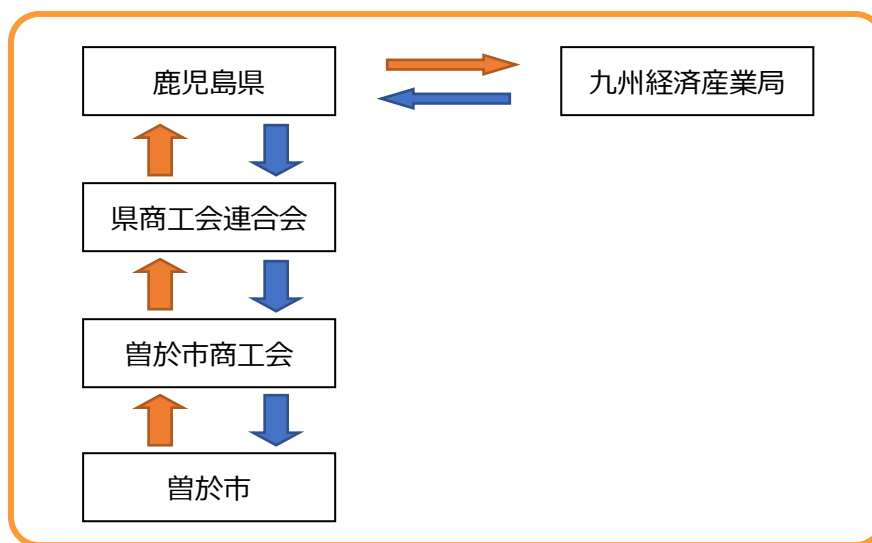 鹿児島県
九州経済産業局
県商工会連合会
曽於市商工会
曽於市